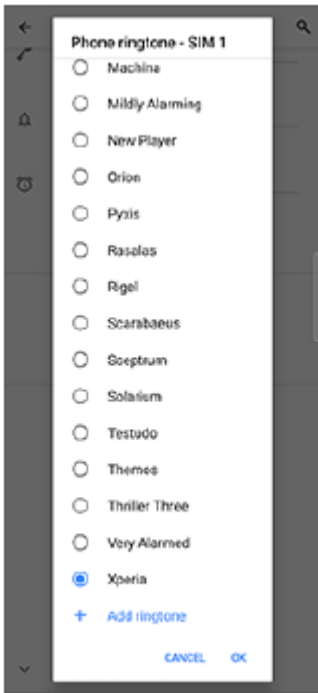 Phone ringtone - SIM 1
Machina
Mildly Alarming
New Player
Orion
Pyxis
Rasalas
Rigel
Scarabaeus
Sceptrum
Solarium
Testudo
Themos
Thriller Three
Very Alarmed
Xperia
+ Add ringtone
CANCEL OK